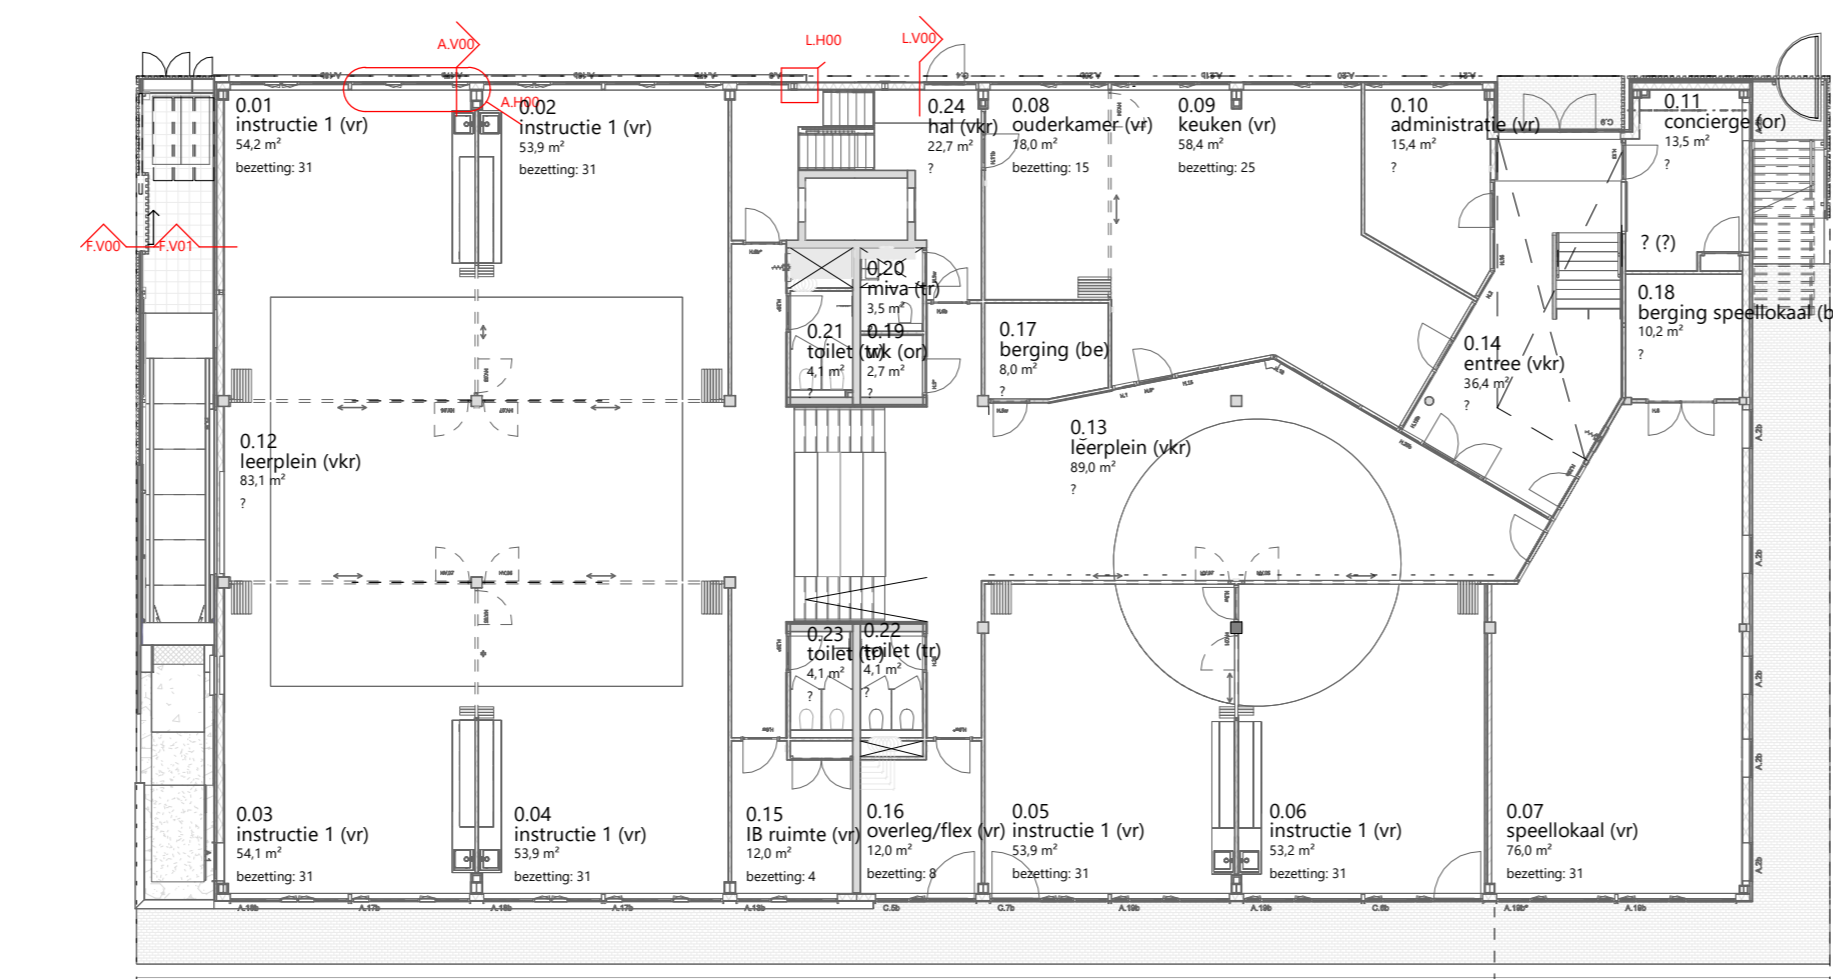 A.V00
L.H00
L.V00
A.H00
F.V00
F.V01
0.01
instructie 1 (vr)
54,2 m²
bezetting: 31
0.02
instructie 1 (vr)
53,9 m²
bezetting: 31
0.24
hal (vkr)
22,7 m²
?
0.08
ouderkamer (vr)
18,0 m²
bezetting: 15
0.09
keuken (vr)
58,4 m²
bezetting: 25
0.10
administratie (vr)
15,4 m²
?
0.11
concierge (or)
13,5 m²
?
? (?)
0.20
miva (tr)
3,5 m²
0.21
toilet (tr)
4,1 m²
?
0.19
wk (or)
2,7 m²
?
0.17
berging (be)
8,0 m²
?
0.14
entree (vkr)
36,4 m²
?
0.18
berging speellokaal (b
10,2 m²
?
0.12
leerplein (vkr)
83,1 m²
?
0.13
leerplein (vkr)
89,0 m²
?
0.23
toilet (tr)
4,1 m²
?
0.22
toilet (tr)
4,1 m²
?
0.03
instructie 1 (vr)
54,1 m²
bezetting: 31
0.04
instructie 1 (vr)
53,9 m²
bezetting: 31
0.15
IB ruimte (vr)
12,0 m²
bezetting: 4
0.16
overleg/flex (vr)
12,0 m²
bezetting: 8
0.05
instructie 1 (vr)
53,9 m²
bezetting: 31
0.06
instructie 1 (vr)
53,2 m²
bezetting: 31
0.07
speellokaal (vr)
76,0 m²
bezetting: 31
A.17b
A.17b
A.13b
C.5b
C.7b
A.19b
A.19b
C.6b
A.19b*
A.19b